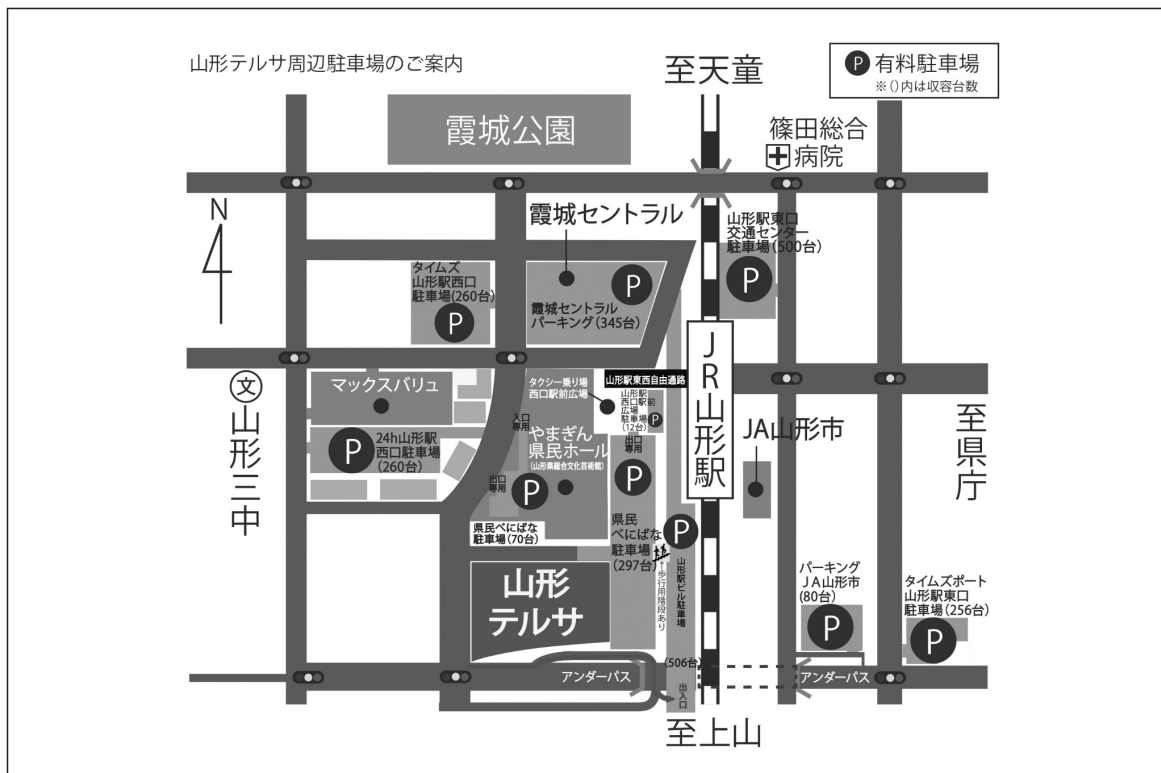 山形テルサ周辺駐車場のご案内
至天童
P 有料駐車場
※()内は収容台数
霞城公園
篠田総合
病院
N
霞城セントラル
山形駅東口
交通センター
駐車場(500台)
P
タイムズ
山形駅西口
駐車場(260台)
P
P
霞城セントラル
パーキング(345台)
JR山形駅
文
山形三中
マックスバリュ
24h山形駅
西口駐車場
(260台)
P
タクシー乗り場
西口駅前広場
山形駅東西自由通路
山形駅
西口駅前
広場
駐車場
(12台)
P
入口
専用
やまぎん
県民ホール
(山形県総合文化芸術館)
出口
専用
P
出口
専用
P
県民べにばな
駐車場(70台)
県民
べにばな
駐車場
(297台)
P
↑歩行用階段あり
山形駅ビル駐車場
(506台)
出入口
JA山形市
至県庁
山形
テルサ
パーキング
JA山形市
(80台)
P
タイムズポート
山形駅東口
駐車場(256台)
P
アンダーパス
アンダーパス
至上山